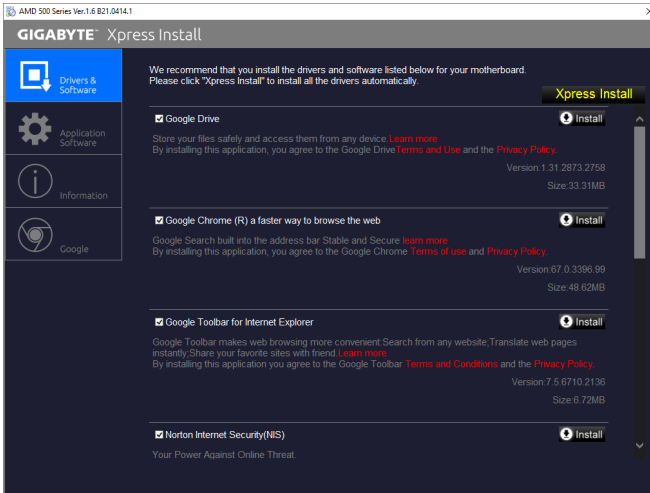 AMD 500 Series Ver.1.6 B21.0414.1
GIGABYTE™ Xpress Install
Drivers &
Software
Application
Software
Information
Google
We recommend that you install the drivers and software listed below for your motherboard.
Please click "Xpress Install" to install all the drivers automatically.
Xpress Install
Google Drive
Install
Store your files safely and access them from any device.Learn more
By installing this application, you agree to the Google DriveTerms and Use and the Privacy Policy.
Version:1.31.2873.2758
Size:33.31MB
Google Chrome (R) a faster way to browse the web
Install
Google Search built into the address bar Stable and Secure learn more
By installing this application, you agree to the Google Chrome Terms of use and Privacy Policy.
Version:67.0.3396.99
Size:48.62MB
Google Toolbar for Internet Explorer
Install
Google Toolbar makes web browsing more convenient:Search from any website;Translate web pages
instantly;Share your favorite sites with friend.Learn more
By installing this application you agree to the Google Toolbar Terms and Conditions and the Privacy Policy.
Version:7.5.6710.2136
Size:6.72MB
Norton Internet Security(NIS)
Install
Your Power Against Online Threat.